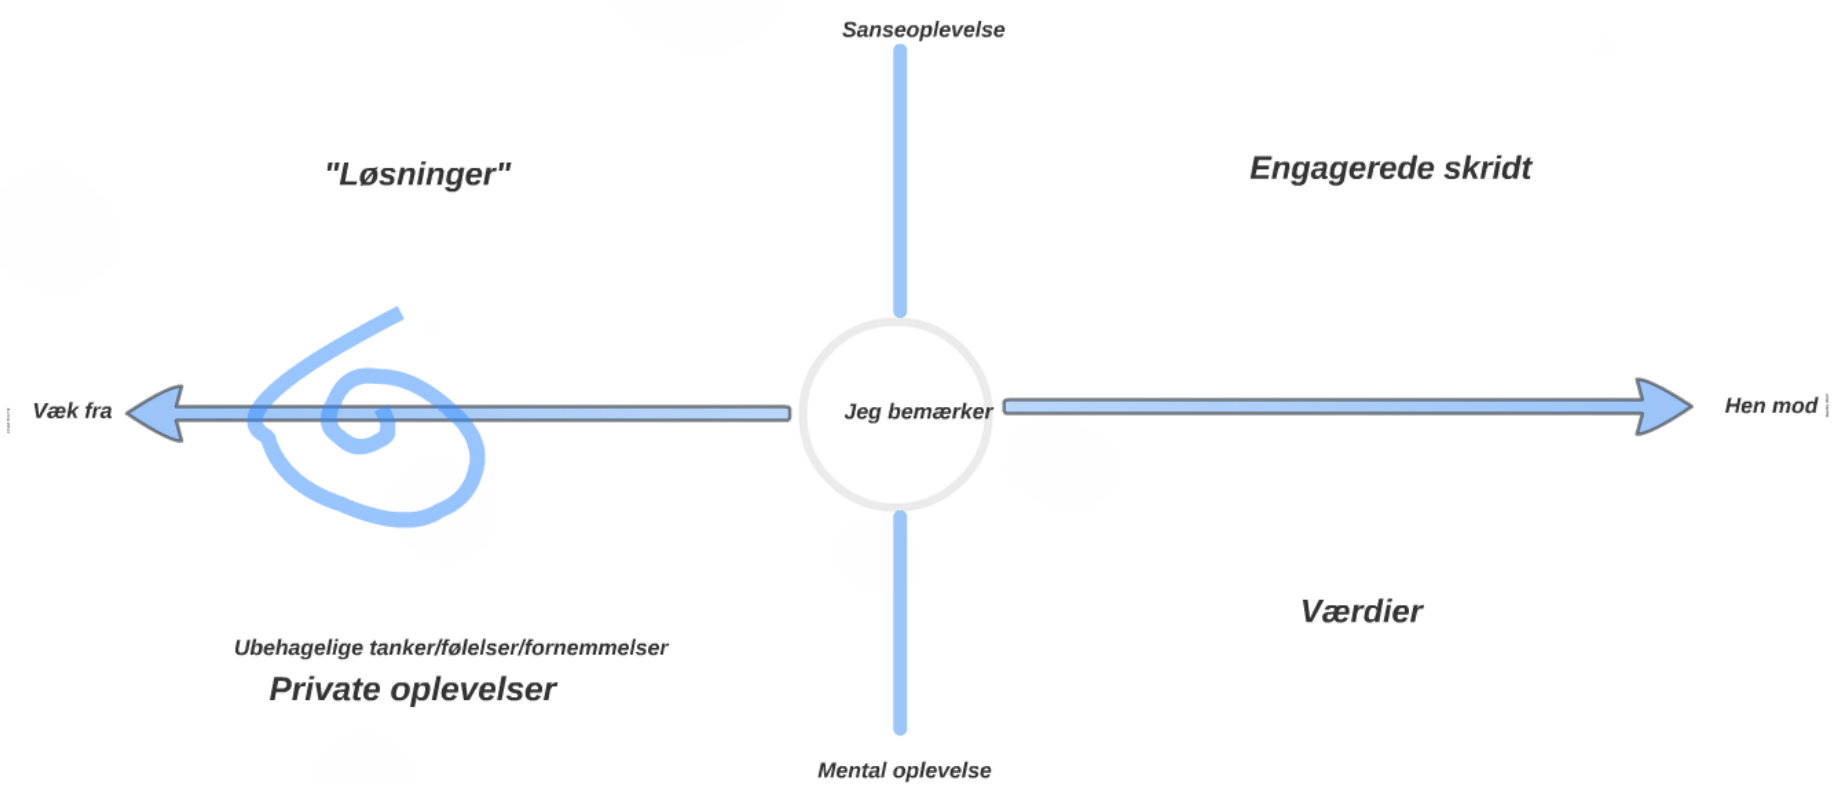 Sanseoplevelse
"Løsninger"
Engagerede skridt
Væk fra
Jeg bemærker
Hen mod
Værdier
Ubehagelige tanker/følelser/fornemmelser
Private oplevelser
Mental oplevelse